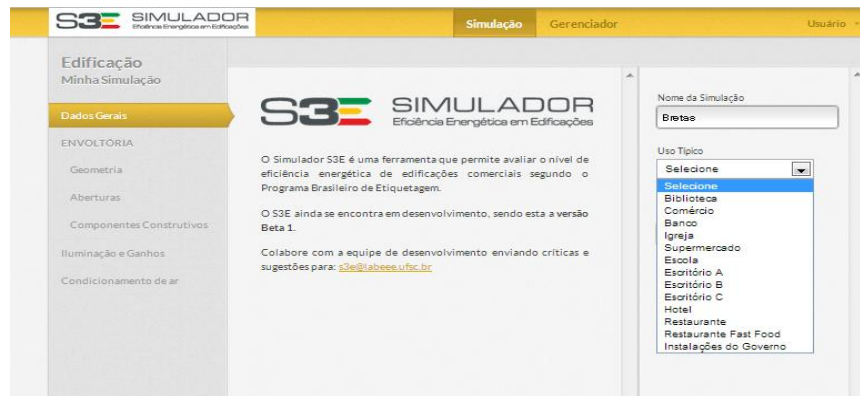 S3E SIMULADOR
Eficiência Energética em Edificações
Simulação
Gerenciador
Usuário
Edificação
Minha Simulação
Dados Gerais
ENVOLTÓRIA
Geometria
Aberturas
Componentes Construtivos
Iluminação e Ganhos
Condicionamento de ar
S3E SIMULADOR
Eficiência Energética em Edificações
O Simulador S3E é uma ferramenta que permite avaliar o nível de
eficiência energética de edificações comerciais segundo o
Programa Brasileiro de Etiquetagem.
O S3E ainda se encontra em desenvolvimento, sendo esta a versão
Beta 1.
Colabore com a equipe de desenvolvimento enviando críticas e
sugestões para: s3e@labeee.ufsc.br
Nome da Simulação
Bretas
Uso Típico
Selecione
Selecione
Biblioteca
Comércio
Banco
Igreja
Supermercado
Escola
Escritório A
Escritório B
Escritório C
Hotel
Restaurante
Restaurante Fast Food
Instalações do Governo